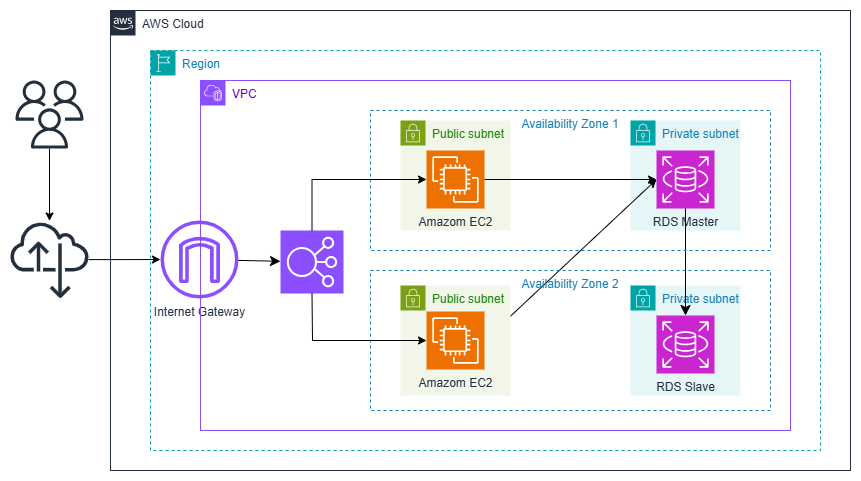 aws
AWS Cloud
Region
VPC
Availability Zone 1
Public subnet
Private subnet
Amazom EC2
RDS Master
Internet Gateway
Availability Zone 2
Public subnet
Private subnet
Amazom EC2
RDS Slave